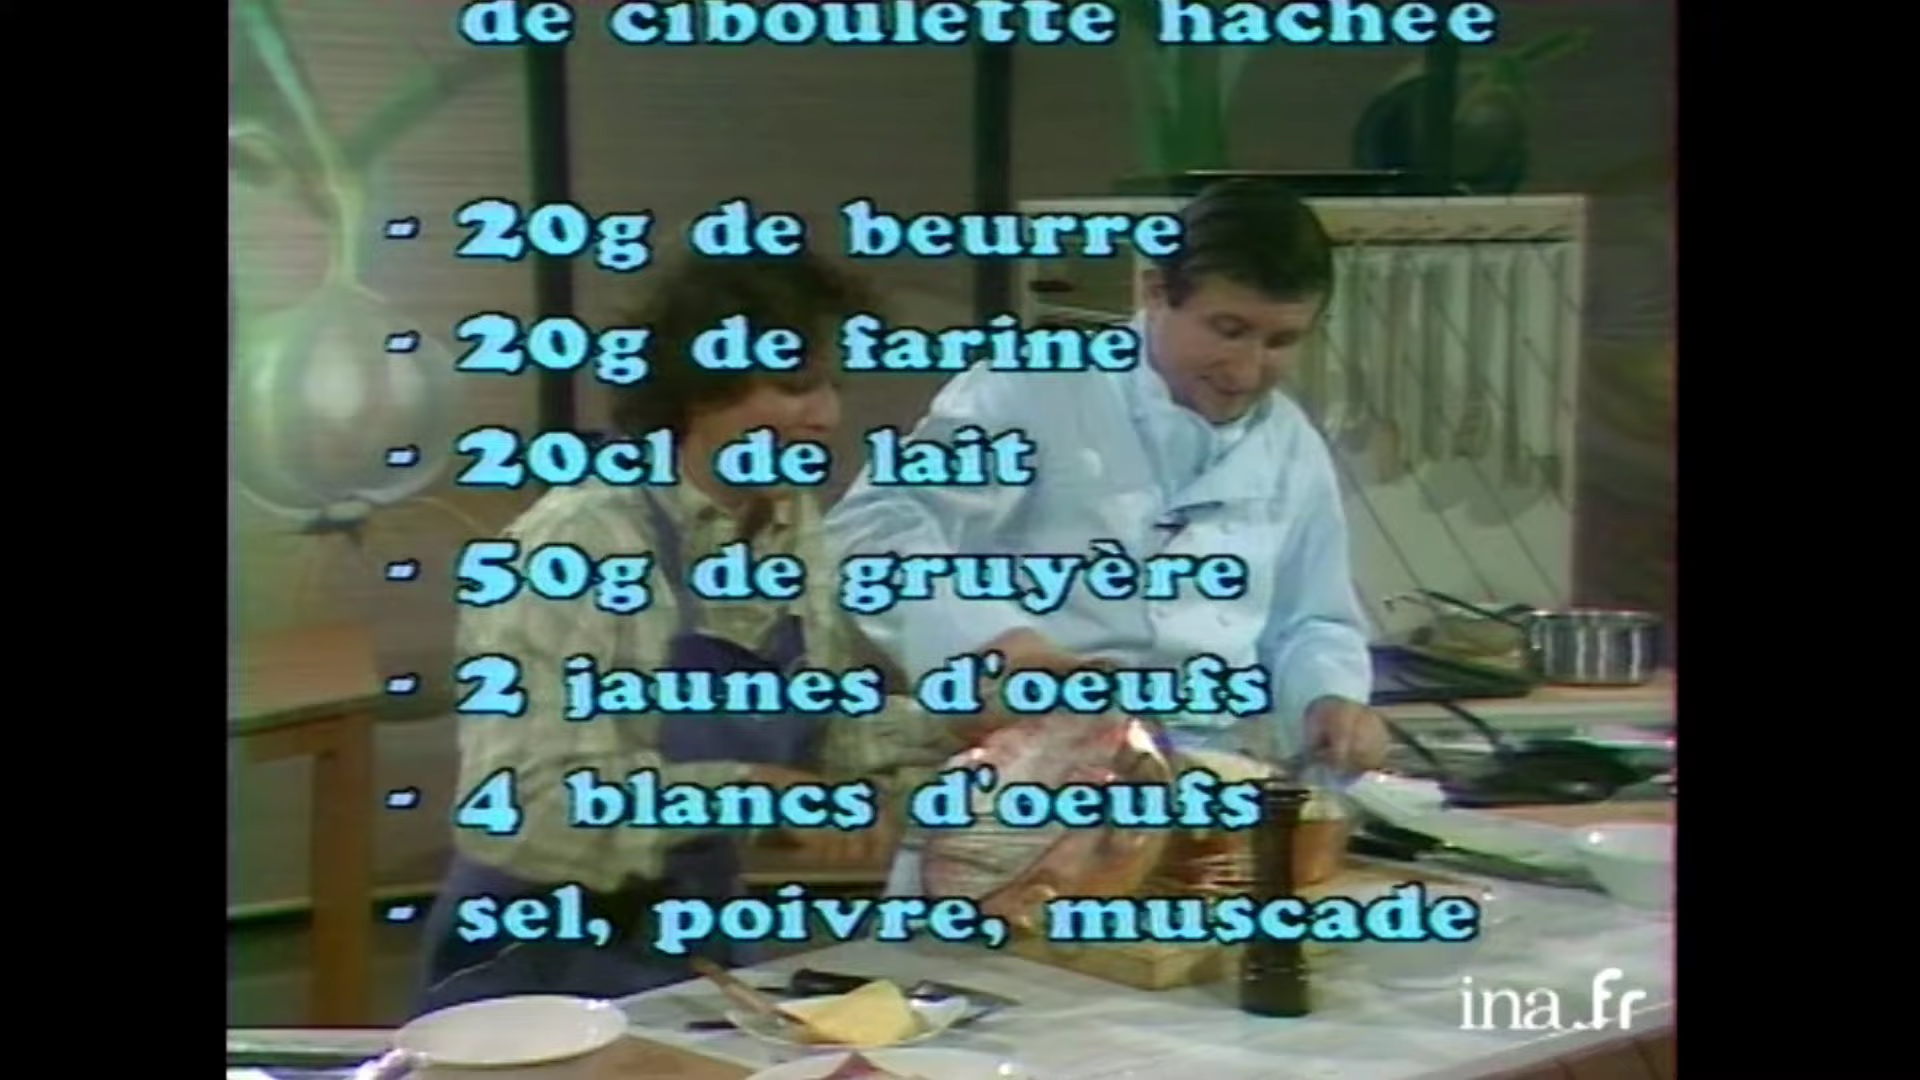 de ciboulette hachée
- 20g de beurre
- 20g de farine
- 20cl de lait
- 50g de gruyère
- 2 jaunes d'oeufs
- 4 blancs d'oeufs
- sel, poivre, muscade
ina.fr